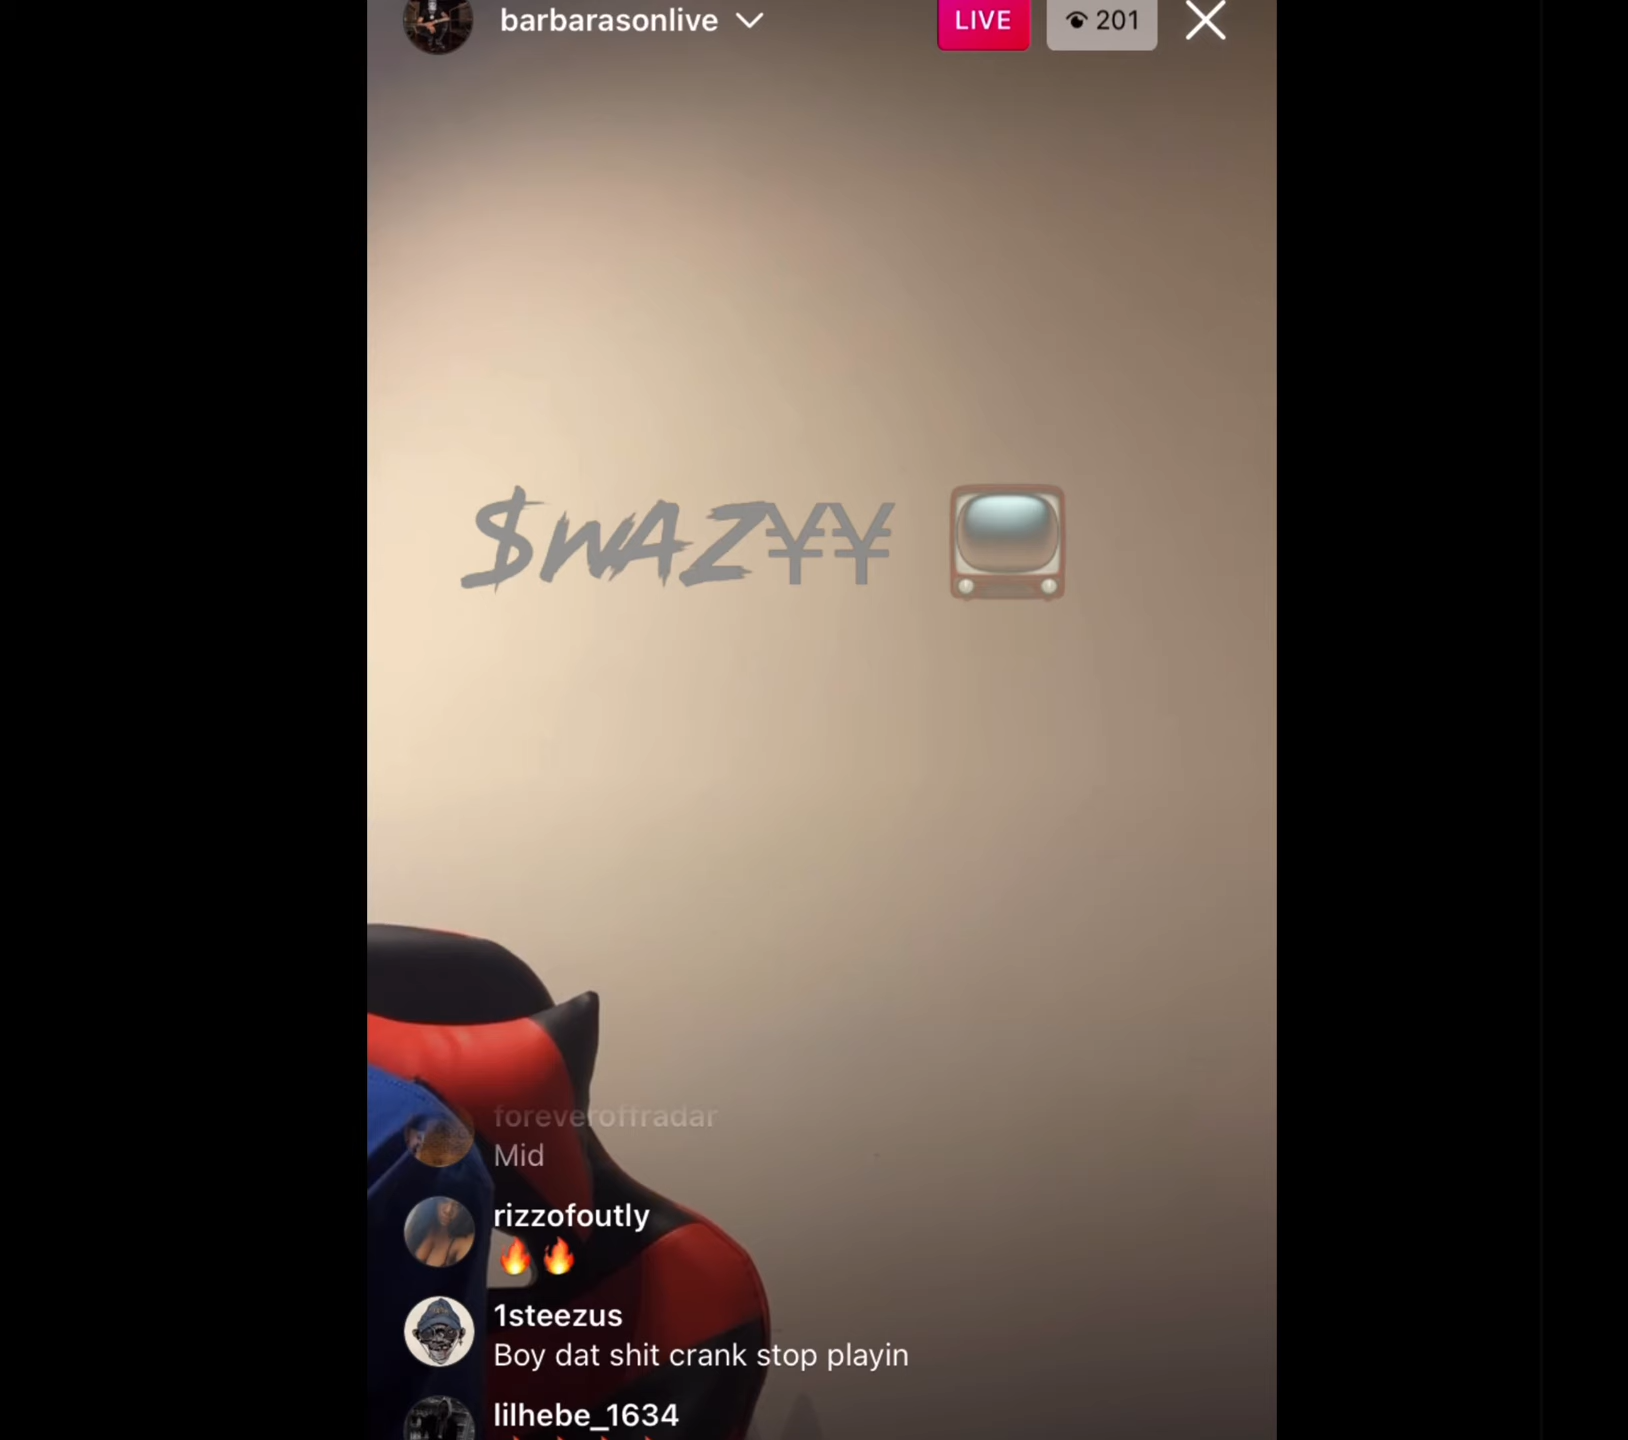 barbarasonlive
LIVE
201
$WAZ¥¥
foreveroffradar
Mid
rizzofoutly
🔥 🔥
1steezus
Boy dat shit crank stop playin
lilhebe_1634